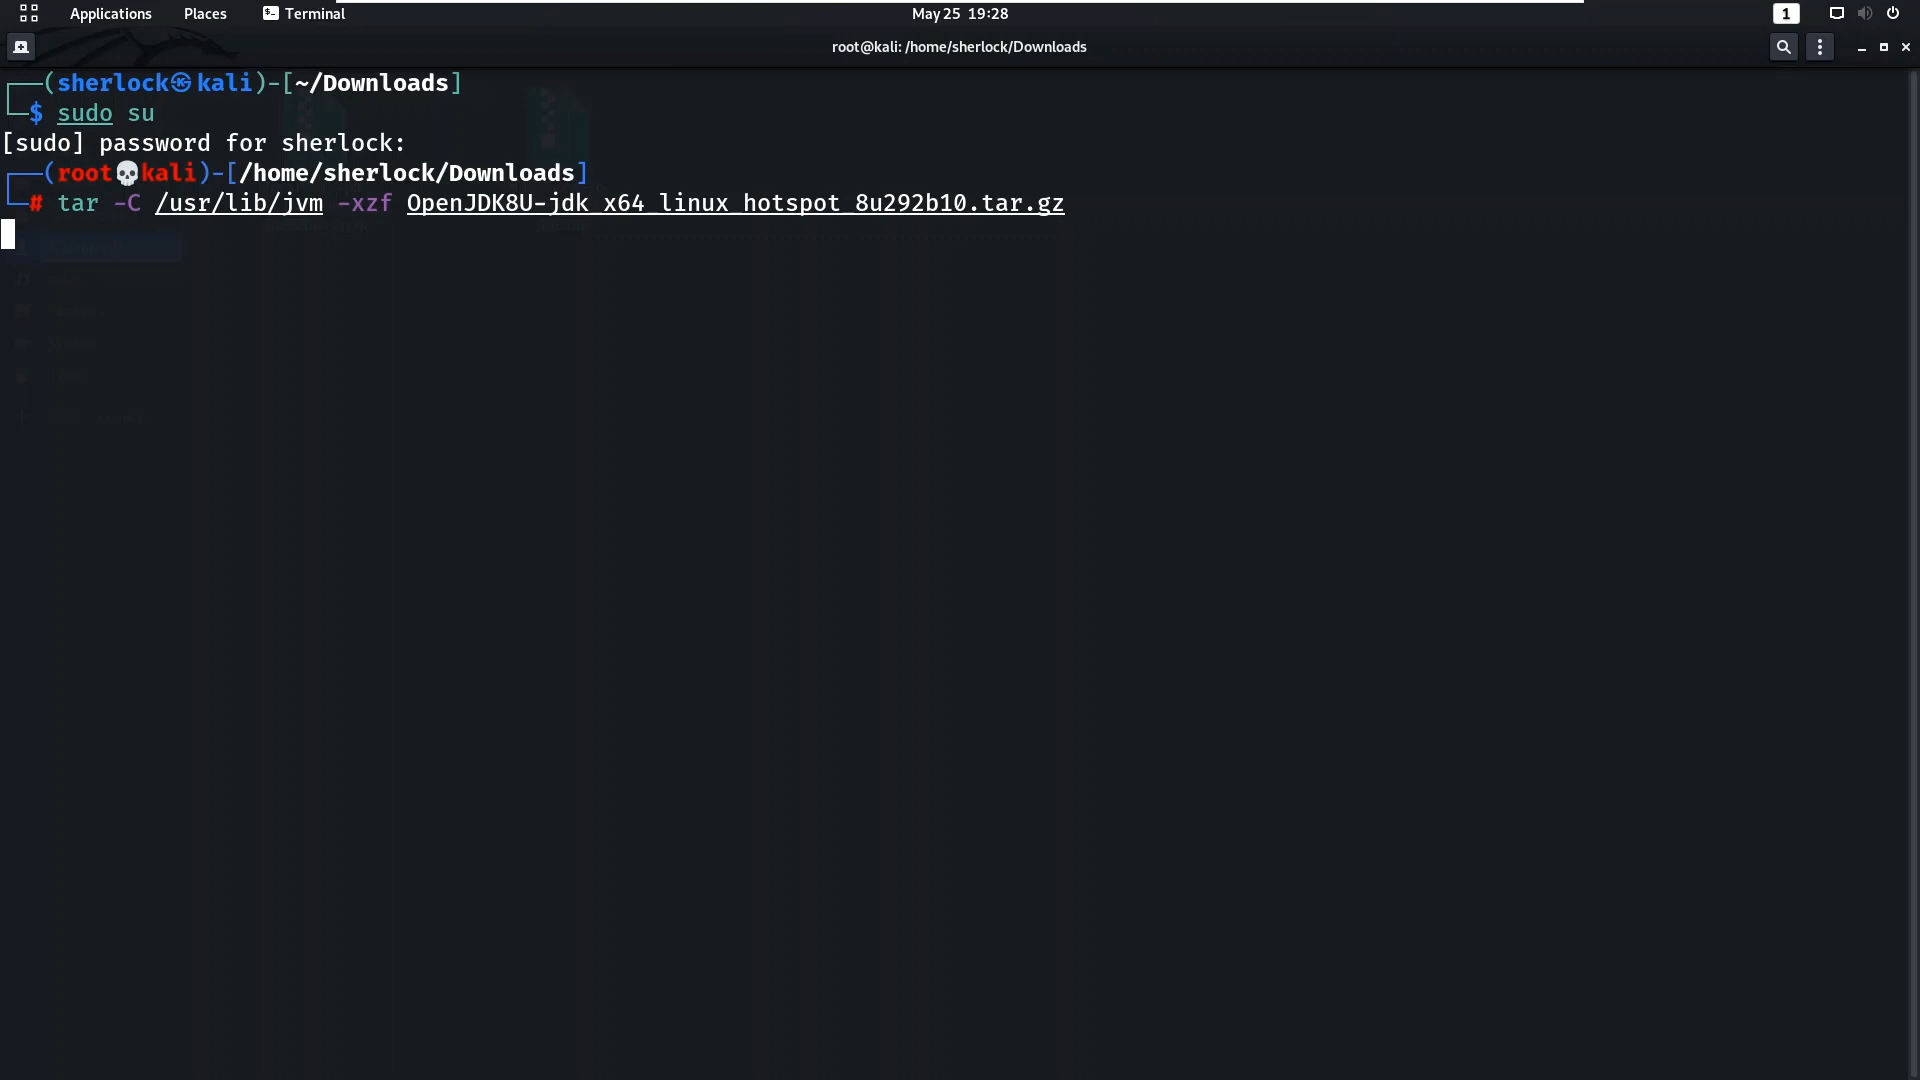 Applications Places Terminal May 25 19:28 1
root@kali: /home/sherlock/Downloads
(sherlock㉿kali)-[~/Downloads]
$ sudo su
[sudo] password for sherlock:
(root💀kali)-[/home/sherlock/Downloads]
# tar -C /usr/lib/jvm -xzf OpenJDK8U-jdk_x64_linux_hotspot_8u292b10.tar.gz